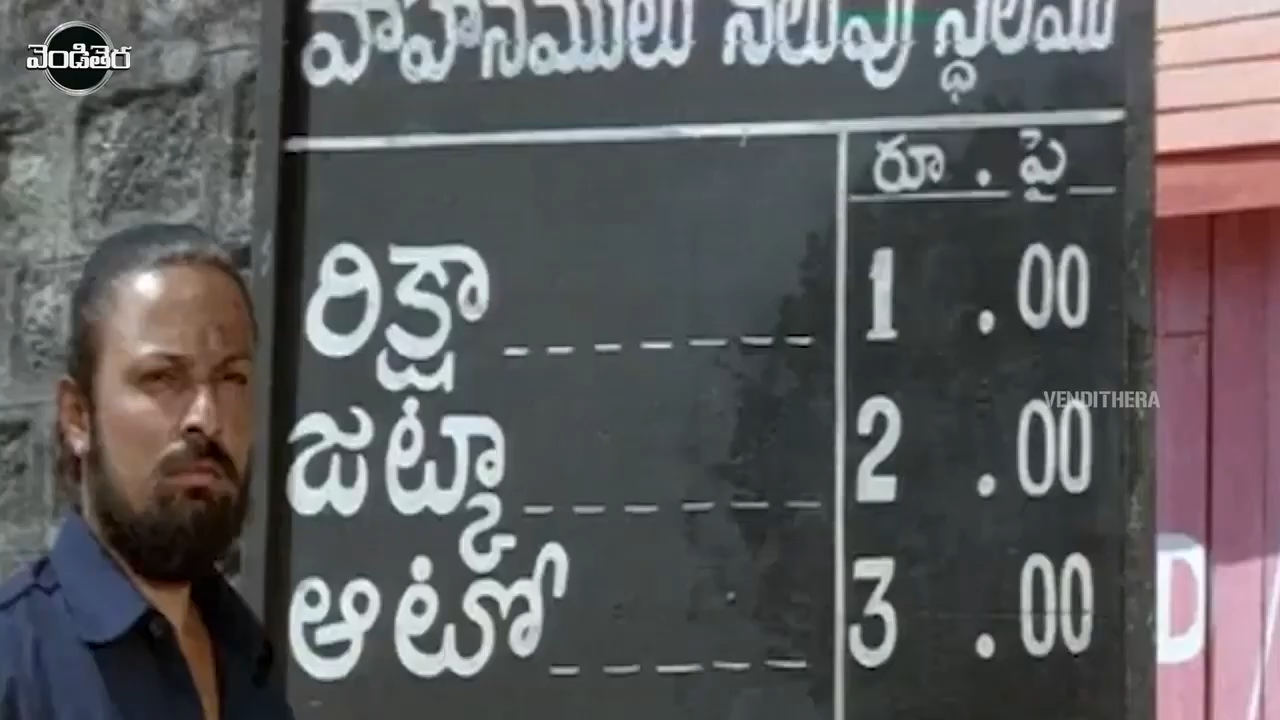 వెండితెర
వాహనములు నిలుపు స్థలము
రూ . పై
రిక్షా 1 .00
జట్కా 2 .00
ఆటో 3 .00
VENDITHERA
D